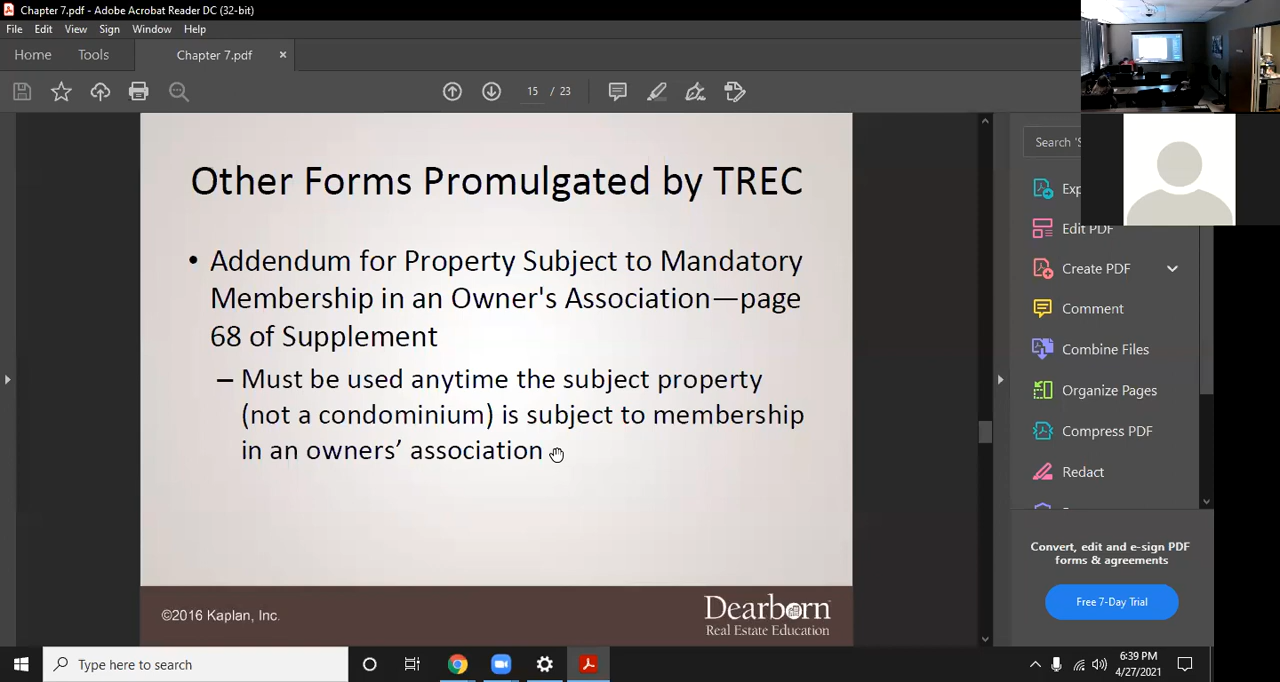 Chapter 7.pdf - Adobe Acrobat Reader DC (32-bit)
File Edit View Sign Window Help
Home Tools Chapter 7.pdf ×
15 / 23
Search 'S
Other Forms Promulgated by TREC
• Addendum for Property Subject to Mandatory
Membership in an Owner's Association—page
68 of Supplement
– Must be used anytime the subject property
(not a condominium) is subject to membership
in an owners’ association
©2016 Kaplan, Inc.
Dearborn
Real Estate Education
Exp
Edit PDF
Create PDF
Comment
Combine Files
Organize Pages
Compress PDF
Redact
Convert, edit and e-sign PDF
forms & agreements
Free 7-Day Trial
Type here to search
6:39 PM
4/27/2021